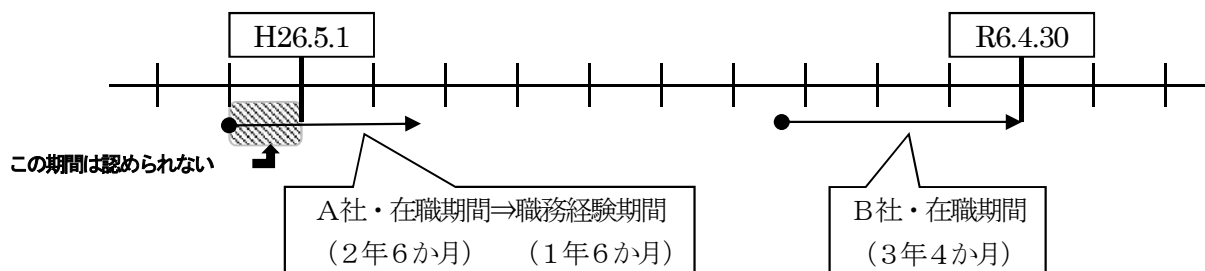 H26.5.1
R6.4.30
この期間は認められない
A社・在職期間⇒職務経験期間
（2年6か月）　（1年6か月）
B社・在職期間
（3年4か月）